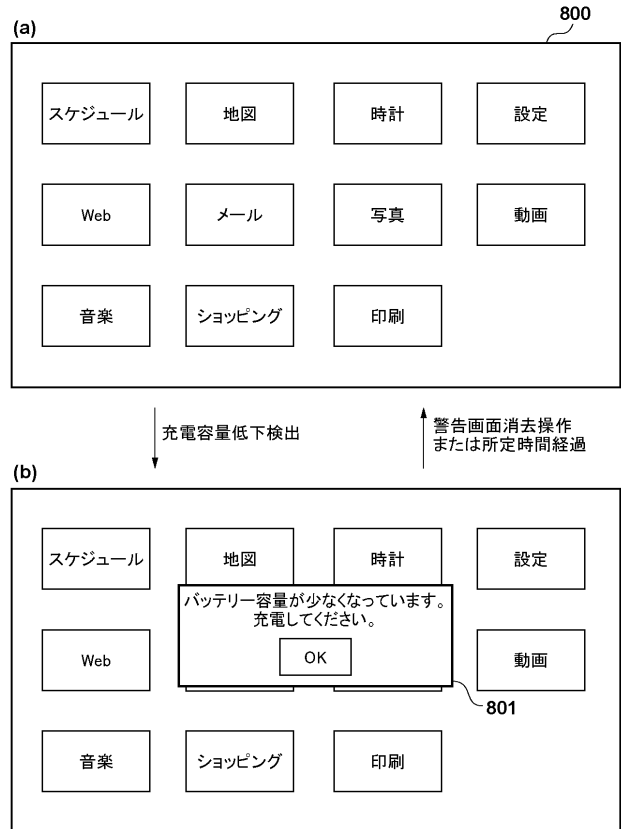 (a)
800
スケジュール
地図
時計
設定
Web
メール
写真
動画
音楽
ショッピング
印刷
充電容量低下検出
警告画面消去操作
または所定時間経過
(b)
スケジュール
地図
時計
設定
バッテリー容量が少なくなっています。
充電してください。
OK
Web
動画
801
音楽
ショッピング
印刷